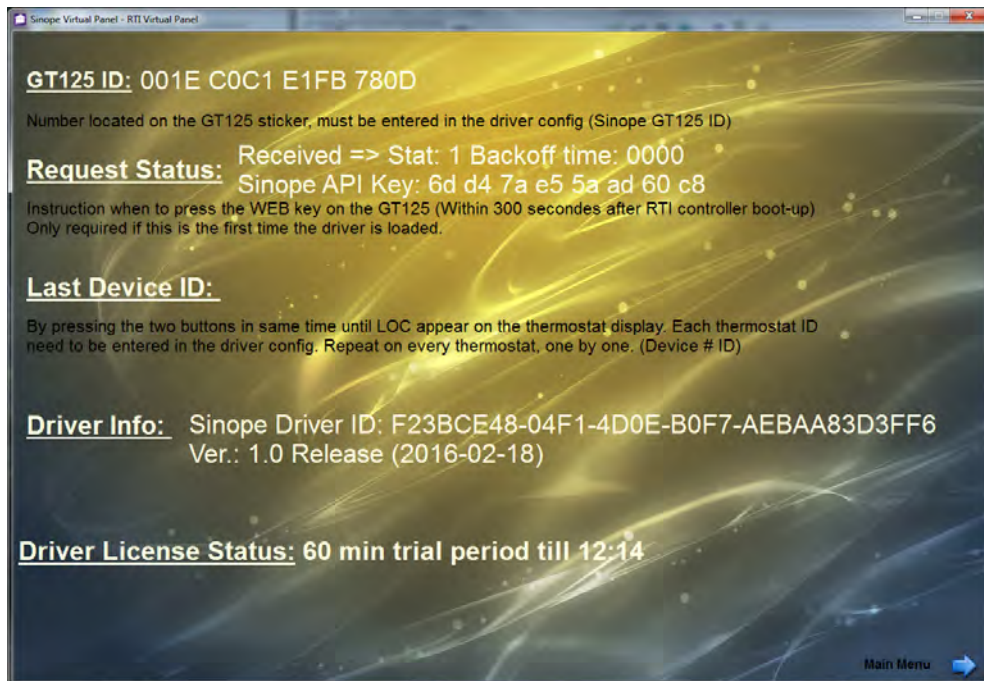 Sinope Virtual Panel - RTI Virtual Panel
GT125 ID: 001E C0C1 E1FB 780D
Number located on the GT125 sticker, must be entered in the driver config (Sinope GT125 ID)
Request Status: Received => Stat: 1 Backoff time: 0000
Sinope API Key: 6d d4 7a e5 5a ad 60 c8
Instruction when to press the WEB key on the GT125 (Within 300 secondes after RTI controller boot-up)
Only required if this is the first time the driver is loaded.
Last Device ID:
By pressing the two buttons in same time until LOC appear on the thermostat display. Each thermostat ID
need to be entered in the driver config. Repeat on every thermostat, one by one. (Device # ID)
Driver Info: Sinope Driver ID: F23BCE48-04F1-4D0E-B0F7-AEBAA83D3FF6
Ver.: 1.0 Release (2016-02-18)
Driver License Status: 60 min trial period till 12:14
Main Menu